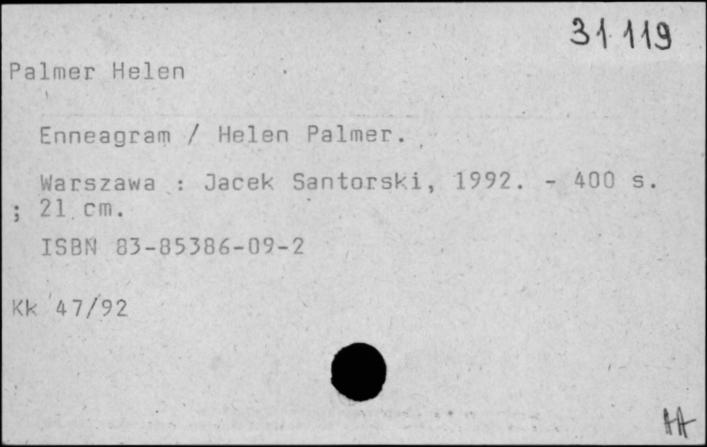 31.119
Palmer Helen
Enneagram / Helen Palmer.
Warszawa : Jacek Santorski, 1992. - 400 s.
; 21 cm.
ISBN 83-85386-09-2
Kk 47/92
AA